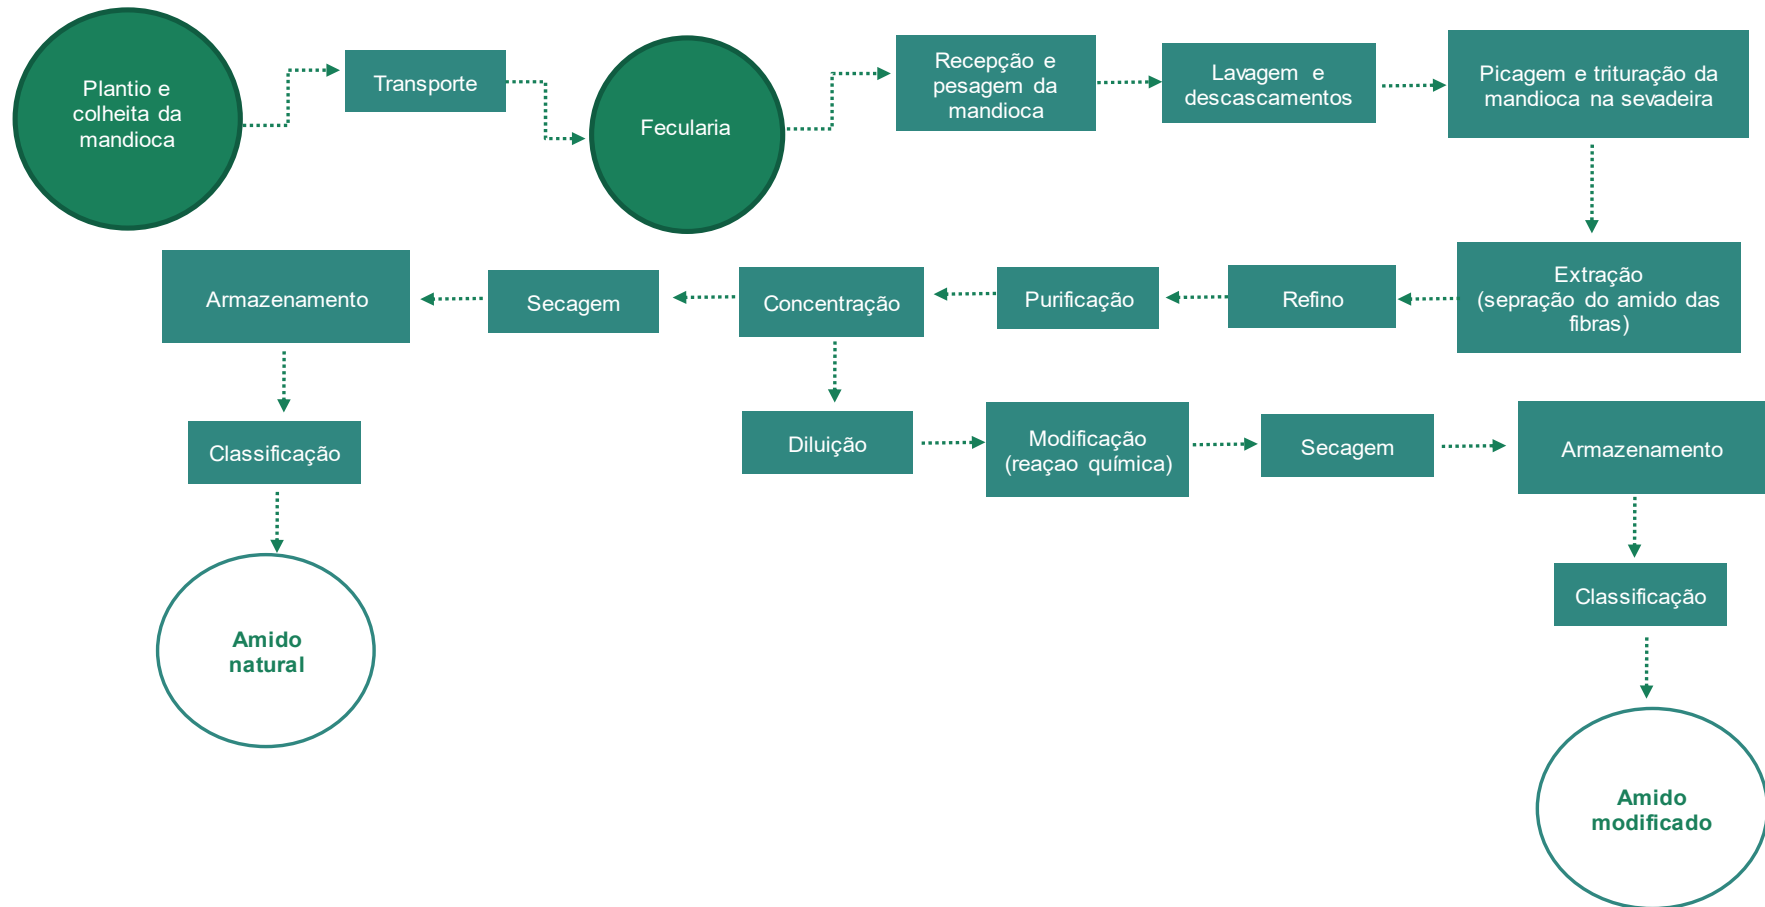 Plantio e
colheita da
mandioca
Transporte
Fecularia
Recepção e
pesagem da
mandioca
Lavagem e
descascamentos
Picagem e trituração da
mandioca na sevadeira
Extração
(sepração do amido das
fibras)
Refino
Purificação
Concentração
Secagem
Armazenamento
Classificação
Amido
natural
Diluição
Modificação
(reaçao química)
Secagem
Armazenamento
Classificação
Amido
modificado